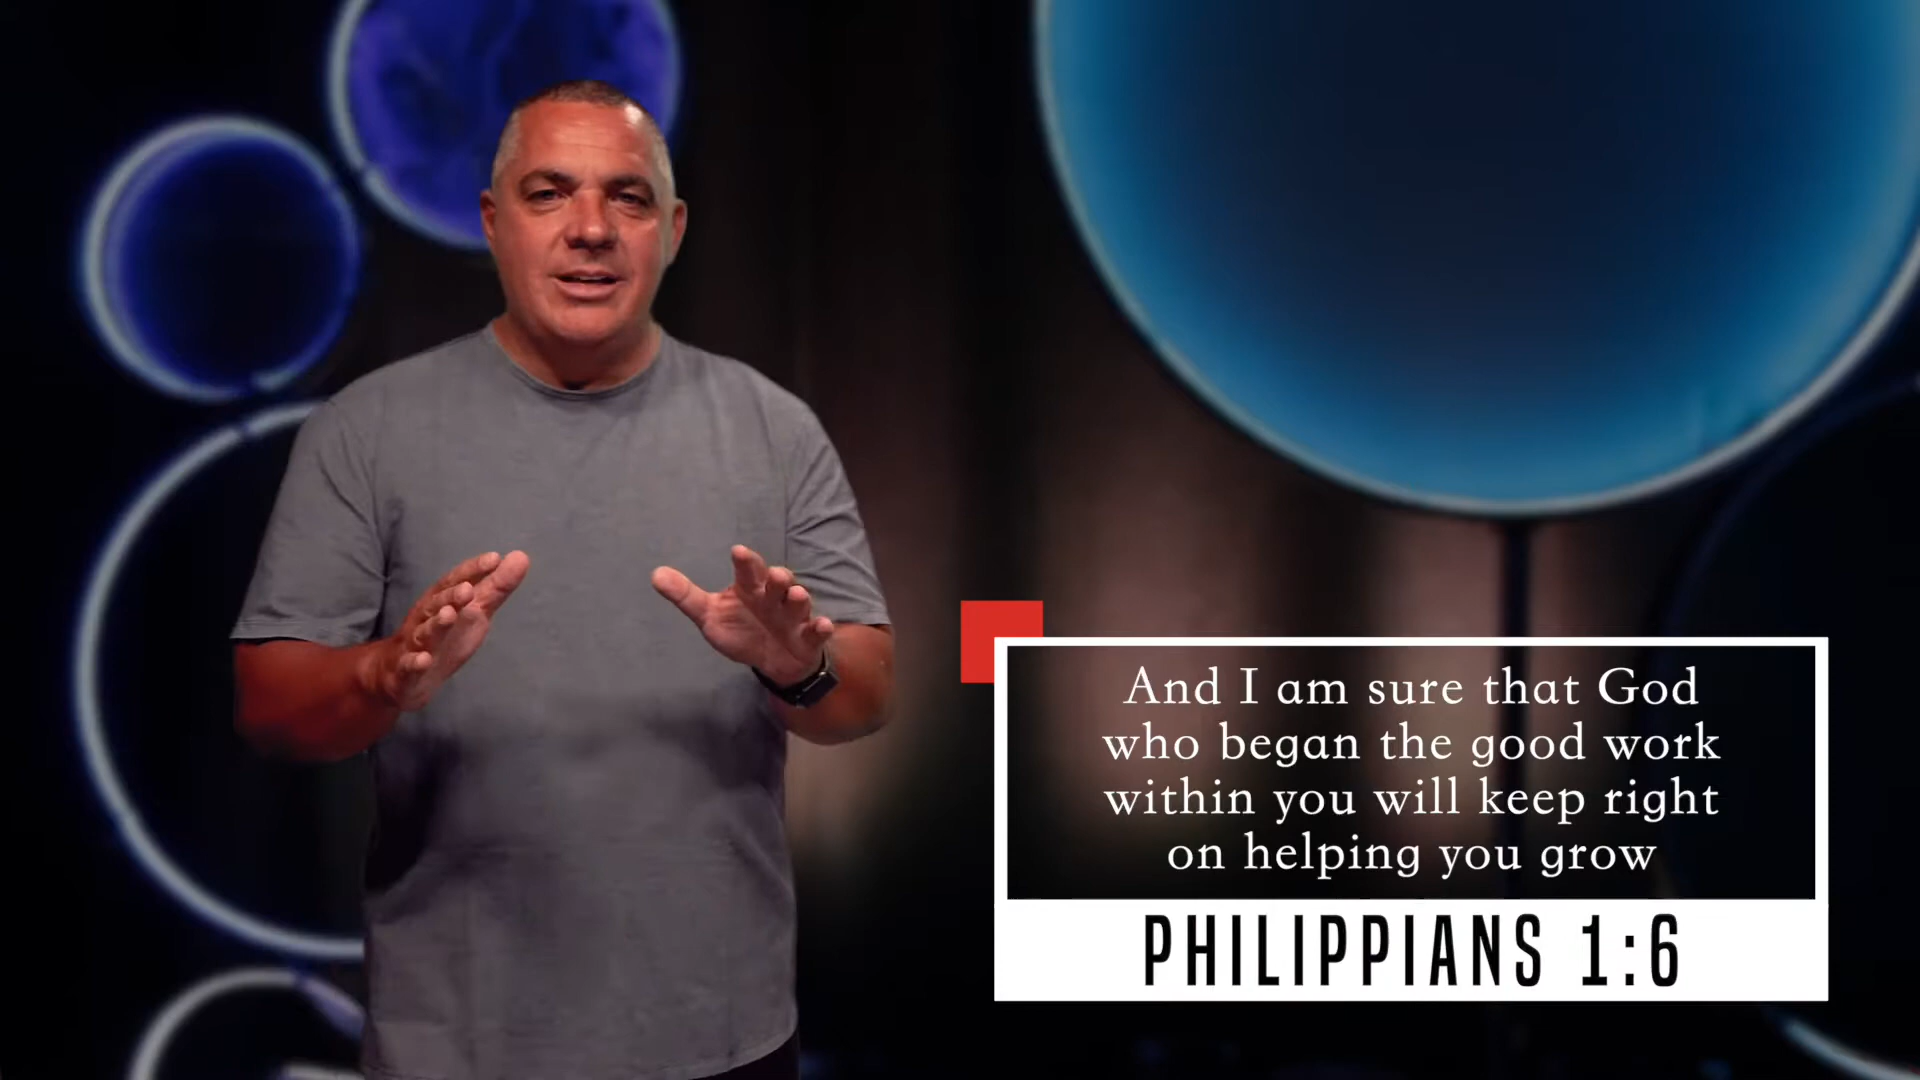 And I am sure that God
who began the good work
within you will keep right
on helping you grow
PHILIPPIANS 1:6